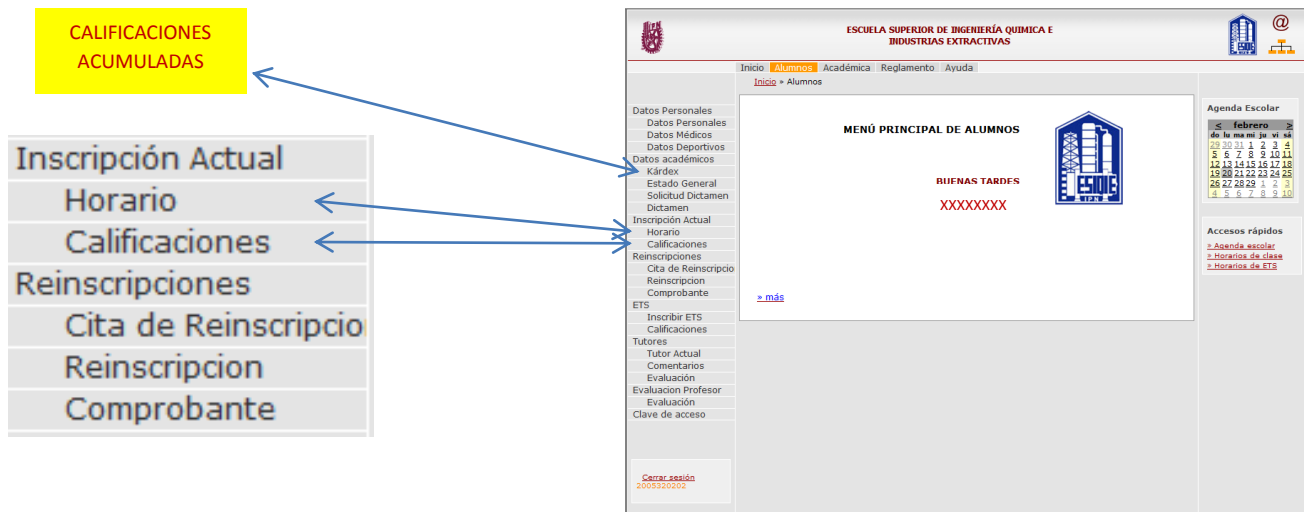 CALIFICACIONES
ACUMULADAS
Inscripción Actual
Horario
Calificaciones
Reinscripciones
Cita de Reinscripcio
Reinscripcion
Comprobante
ESCUELA SUPERIOR DE INGENIERÍA QUIMICA E
INDUSTRIAS EXTRACTIVAS
ESIQIE
@
Inicio Alumnos Académica Reglamento Ayuda
Inicio » Alumnos
Datos Personales
Datos Personales
Datos Médicos
Datos Deportivos
Datos académicos
Kárdex
Estado General
Solicitud Dictamen
Dictamen
Inscripción Actual
Horario
Calificaciones
Reinscripciones
Cita de Reinscripcio
Reinscripcion
Comprobante
ETS
Inscribir ETS
Calificaciones
Tutores
Tutor Actual
Comentarios
Evaluación
Evaluacion Profesor
Evaluación
Clave de acceso
Cerrar sesión
2005320202
MENÚ PRINCIPAL DE ALUMNOS
BUENAS TARDES
XXXXXXXX
ESIQIE
IPN
» más
Agenda Escolar
< febrero >
do lu ma mi ju vi sá
29 30 31 1 2 3 4
5 6 7 8 9 10 11
12 13 14 15 16 17 18
19 20 21 22 23 24 25
26 27 28 29 1 2 3
4 5 6 7 8 9 10
Accesos rápidos
» Agenda escolar
» Horarios de clase
» Horarios de ETS